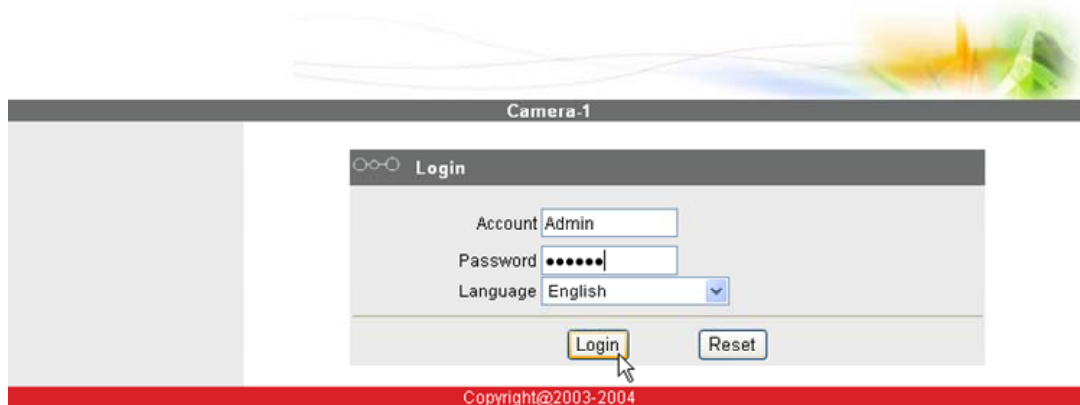 Camera-1
Login
Account Admin
Password ••••••
Language English
Login Reset
Copyright@2003-2004